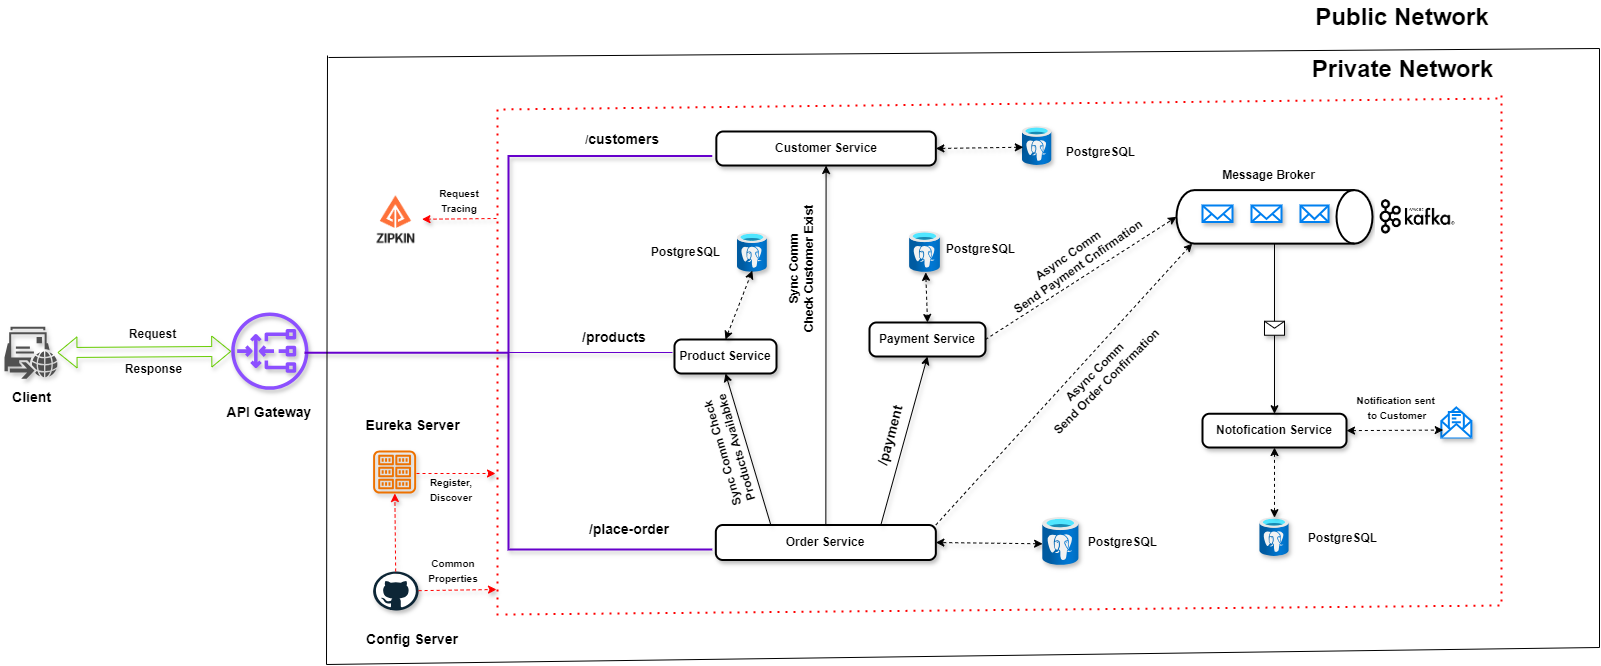 Public Network
Private Network
/customers
Customer Service
PostgreSQL
Message Broker
Request
Tracing
ZIPKIN
APACHE
kafka
PostgreSQL
Sync Comm
Check Customer Exist
PostgreSQL
Async Comm
Send Payment Cnfirmation
Request
Response
Client
API Gateway
/products
Product Service
Payment Service
Async Comm
Send Order Confirmation
Eureka Server
Register,
Discover
Sync Comm Check
Products Availabke
/payment
Notofication Service
Notification sent
to Customer
/place-order
Order Service
PostgreSQL
PostgreSQL
Common
Properties
Config Server